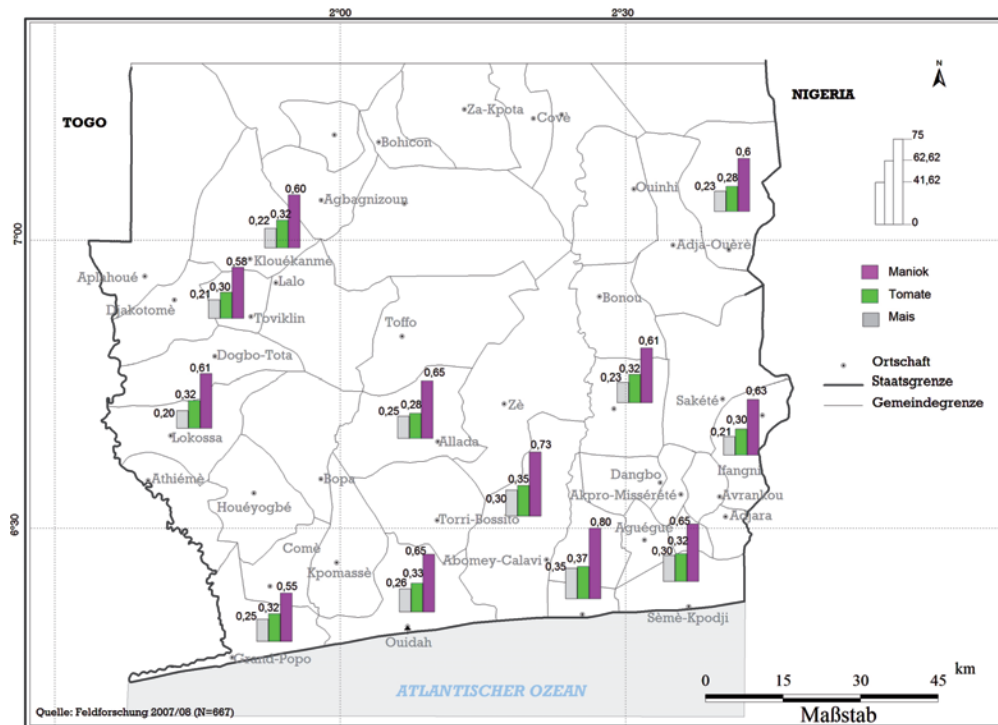 2°00 2°30
N
TOGO
NIGERIA
Za-Kpota
Covè
Bohicon
75
62,62
41,62
0
0,6
0,28
0,23
Ouinhi
0,60
0,32
0,22
Agbagnizoun
7°00
Adja-Ouèrè
Klouékanme
0,58
0,30
0,21
Aplahoué
Lalo
Djakotomè
Toviklin
Bonou
Maniok
Tomate
Mais
Toffo
Dogbo-Tota
Ortschaft
Staatsgrenze
Gemeindegrenze
0,61
0,32
0,20
Lokossa
0,65
0,28
0,25
Allada
Zè
0,61
0,32
0,23
Sakété
0,63
0,30
0,21
Ifangni
Athiémè
Bopa
0,73
0,35
0,30
Dangbo
Houéyogbé
Akpro-Missérété
Avrankou
Adjara
6°30
Torri-Bossito
Aguégué
Comè
Kpomassè
Abomey-Calavi
0,80
0,37
0,35
0,65
0,32
0,30
0,65
0,33
0,26
0,55
0,32
0,25
Sèmè-Kpodji
Ouidah
Grand-Popo
km
ATLANTISCHER OZEAN
0 15 30 45
Maßstab
Quelle: Feldforschung 2007/08 (N=667)